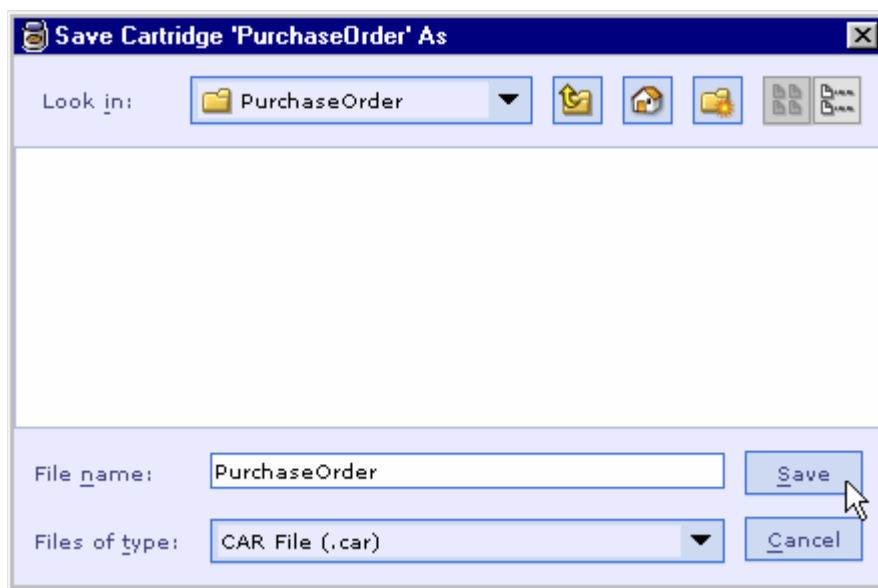 Save Cartridge 'PurchaseOrder' As
Look in: PurchaseOrder
File name: PurchaseOrder Save
Files of type: CAR File (.car) Cancel